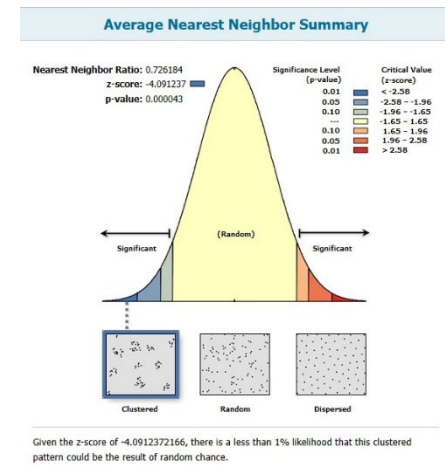 Average Nearest Neighbor Summary
Nearest Neighbor Ratio: 0.726184
z-score: -4.091237
p-value: 0.000043
Significance Level
(p-value)
Critical Value
(z-score)
0.01 < -2.58
0.05 -2.58 - -1.96
0.10 -1.96 - -1.65
--- -1.65 - 1.65
0.10 1.65 - 1.96
0.05 1.96 - 2.58
0.01 > 2.58
(Random)
Significant Significant
Clustered Random Dispersed
Given the z-score of -4.0912372166, there is a less than 1% likelihood that this clustered
pattern could be the result of random chance.